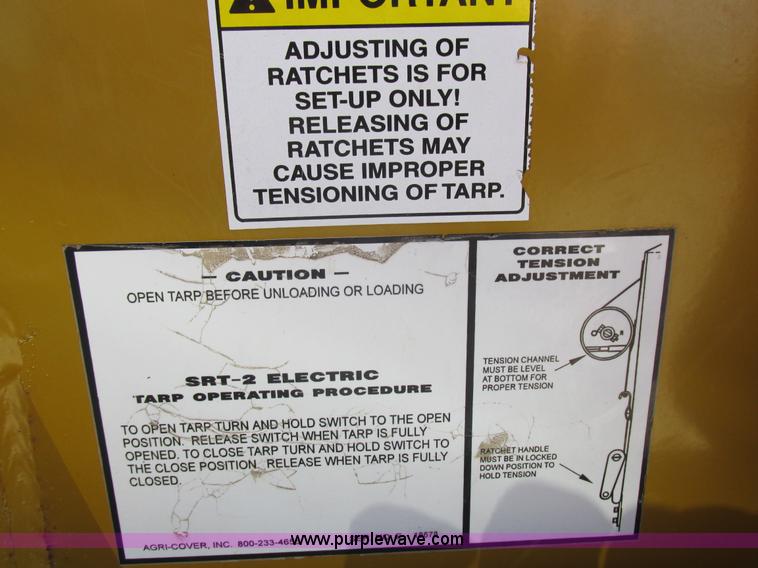 IMPORTANT
ADJUSTING OF
RATCHETS IS FOR
SET-UP ONLY!
RELEASING OF
RATCHETS MAY
CAUSE IMPROPER
TENSIONING OF TARP.
– CAUTION –
OPEN TARP BEFORE UNLOADING OR LOADING
SRT-2 ELECTRIC
TARP OPERATING PROCEDURE
TO OPEN TARP TURN AND HOLD SWITCH TO THE OPEN
POSITION. RELEASE SWITCH WHEN TARP IS FULLY
OPENED. TO CLOSE TARP TURN AND HOLD SWITCH TO
THE CLOSE POSITION. RELEASE WHEN TARP IS FULLY
CLOSED.
AGRI-COVER, INC. 800-233-465
CORRECT
TENSION
ADJUSTMENT
TENSION CHANNEL
MUST BE LEVEL
AT BOTTOM FOR
PROPER TENSION
RATCHET HANDLE
MUST BE IN LOCKED
DOWN POSITION TO
HOLD TENSION
www.purplewave.com